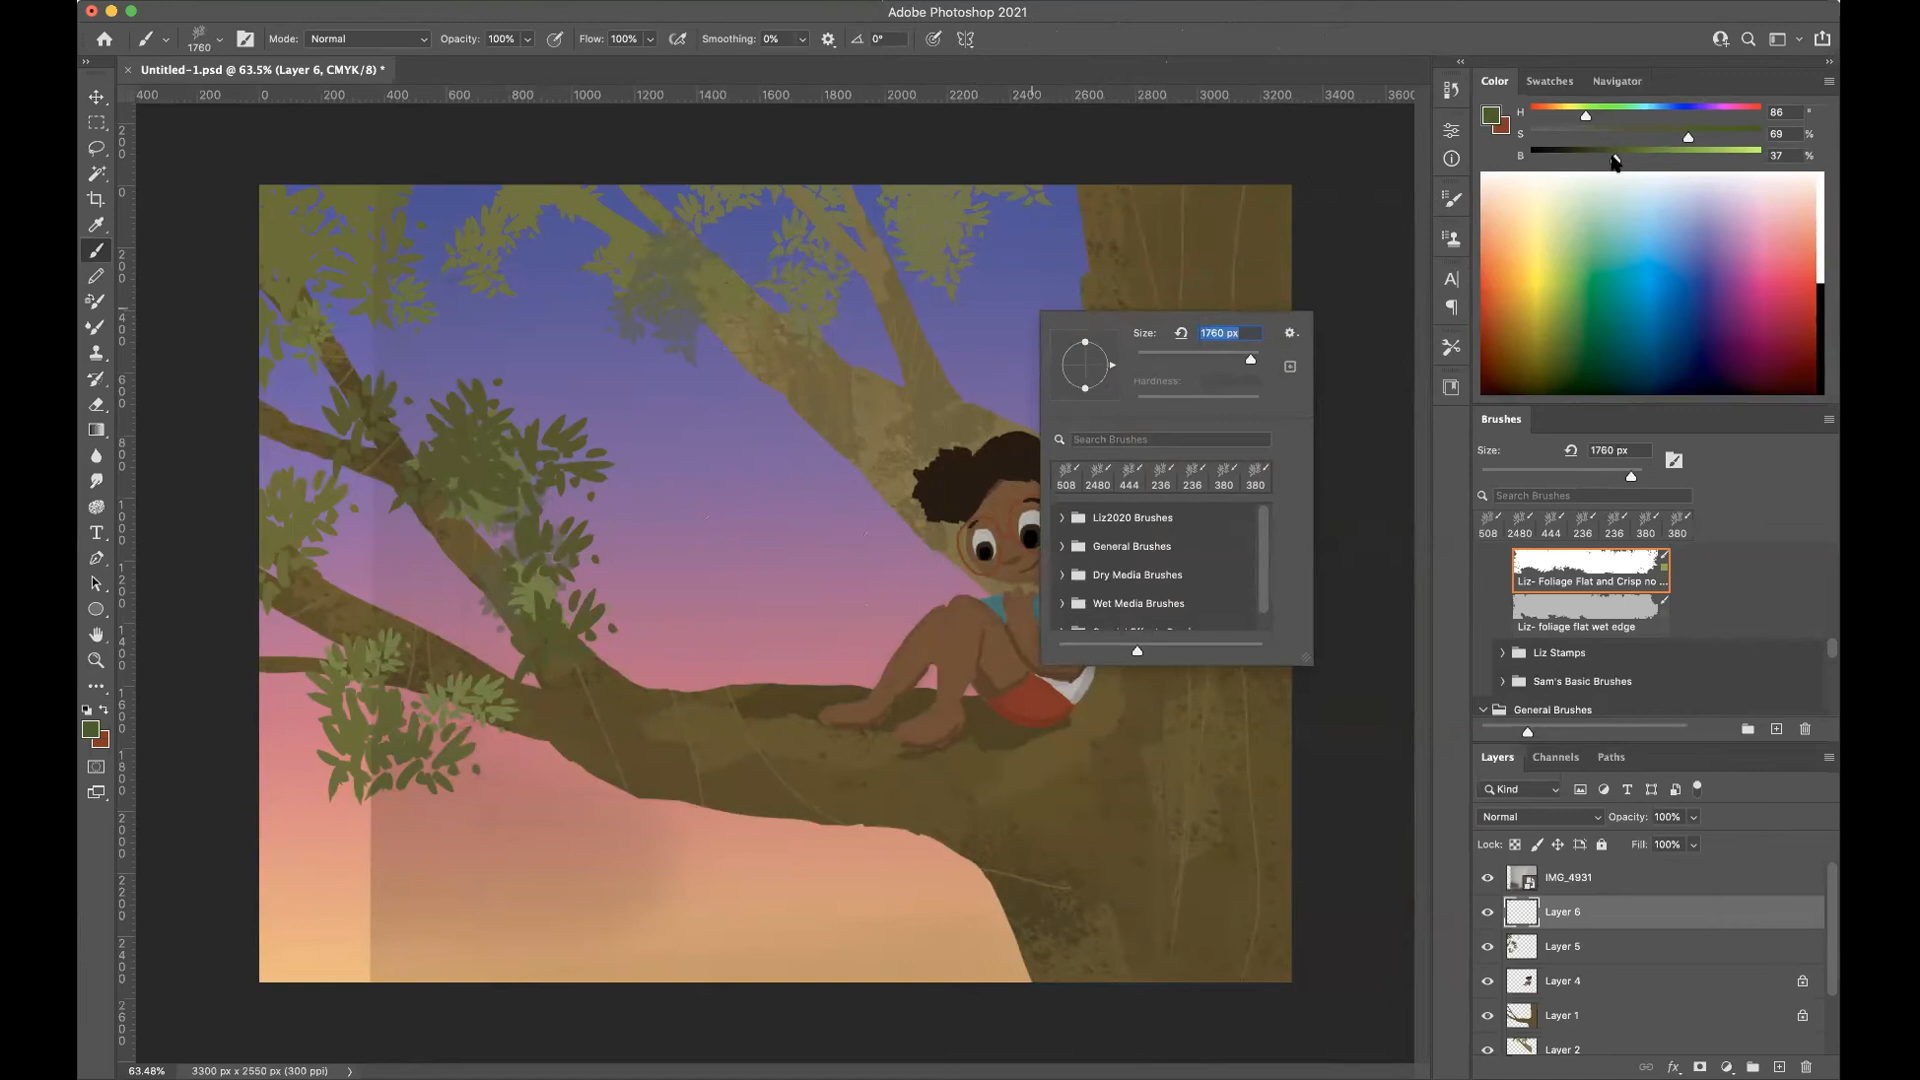 Adobe Photoshop 2021
1760
Mode: Normal
Opacity: 100%
Flow: 100%
Smoothing: 0%
0°
Untitled-1.psd @ 63.5% (Layer 6, CMYK/8) *
400 200 0 200 400 600 800 1000 1200 1400 1600 1800 2000 2200 2400 2600 2800 3000 3200 3400 3600
Color Swatches Navigator
H 86 °
S 69 %
B 37 %
Size: 1760 px
Hardness:
Search Brushes
508 2480 444 236 236 380 380
Liz2020 Brushes
General Brushes
Dry Media Brushes
Wet Media Brushes
Brushes
Size: 1760 px
Search Brushes
508 2480 444 236 236 380 380
Liz- Foliage Flat and Crisp no ...
Liz- foliage flat wet edge
Liz Stamps
Sam's Basic Brushes
General Brushes
Layers Channels Paths
Kind
Normal Opacity: 100%
Lock: Fill: 100%
IMG_4931
Layer 6
Layer 5
Layer 4
Layer 1
Layer 2
63.48% 3300 px x 2550 px (300 ppi)